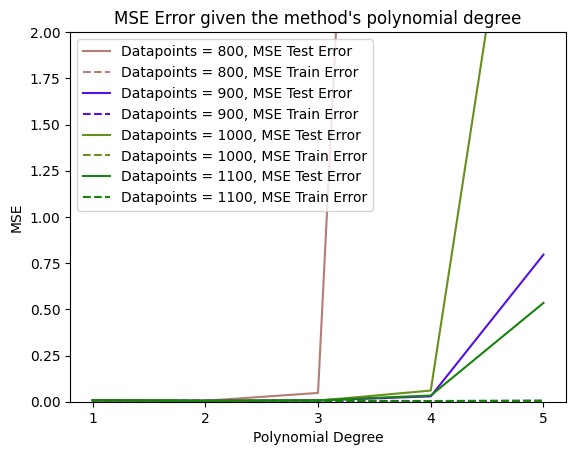 MSE Error given the method's polynomial degree
2.00
1.75
1.50
1.25
1.00
0.75
0.50
0.25
0.00
MSE
Datapoints = 800, MSE Test Error
Datapoints = 800, MSE Train Error
Datapoints = 900, MSE Test Error
Datapoints = 900, MSE Train Error
Datapoints = 1000, MSE Test Error
Datapoints = 1000, MSE Train Error
Datapoints = 1100, MSE Test Error
Datapoints = 1100, MSE Train Error
1 2 3 4 5
Polynomial Degree